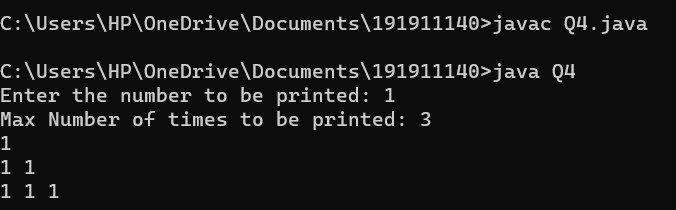 C:\Users\HP\OneDrive\Documents\191911140>javac Q4.java
C:\Users\HP\OneDrive\Documents\191911140>java Q4
Enter the number to be printed: 1
Max Number of times to be printed: 3
1
1 1
1 1 1